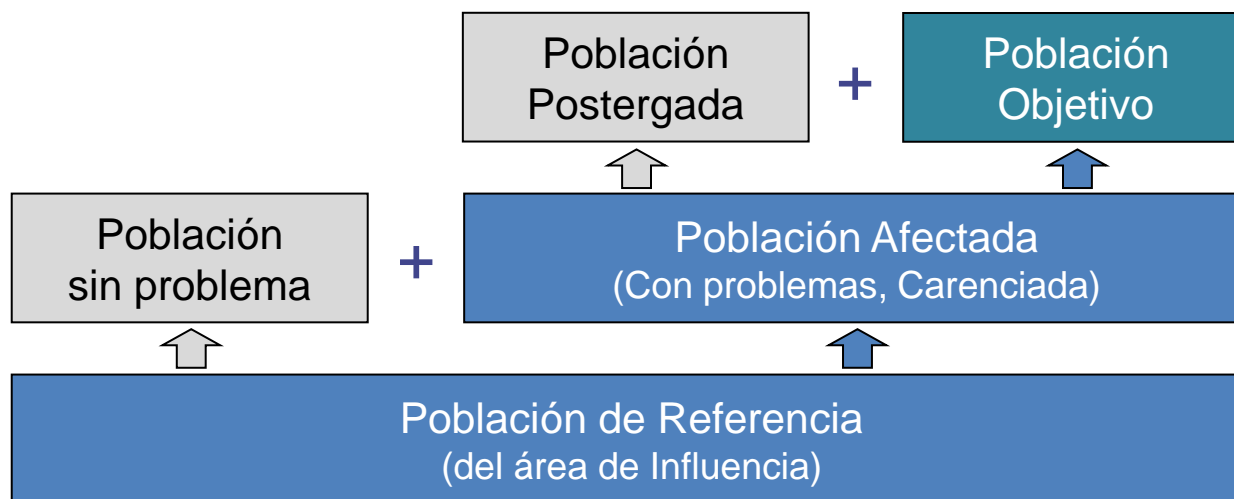 Población
Postergada
+
Población
Objetivo
Población
sin problema
+
Población Afectada
(Con problemas, Carenciada)
Población de Referencia
(del área de Influencia)